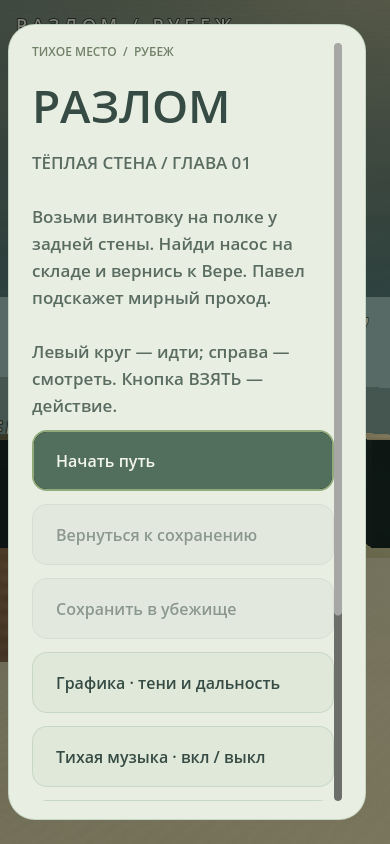 РАЗЛОМ / РУБЕЖ
ТИХОЕ МЕСТО / РУБЕЖ
РАЗЛОМ
ТЁПЛАЯ СТЕНА / ГЛАВА 01
Возьми винтовку на полке у
задней стены. Найди насос на
складе и вернись к Вере. Павел
подскажет мирный проход.
Левый круг — идти; справа —
смотреть. Кнопка ВЗЯТЬ —
действие.
Начать путь
Вернуться к сохранению
Сохранить в убежище
Графика · тени и дальность
Тихая музыка · вкл / выкл